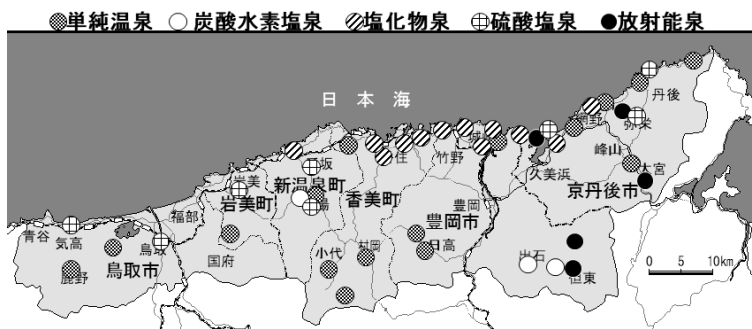 単純温泉 炭酸水素塩泉 塩化物泉 硫酸塩泉 放射能泉
日本海
丹後
網野
弥栄
峰山
大宮
久美浜
京丹後市
城
竹野
住
豊岡
豊岡市
日高
香美町
村岡
小代
新温泉町
坂
湯
岩美
岩美町
福部
国府
鳥取
鳥取市
青谷
気高
鹿野
出石
但東
0 5 10km